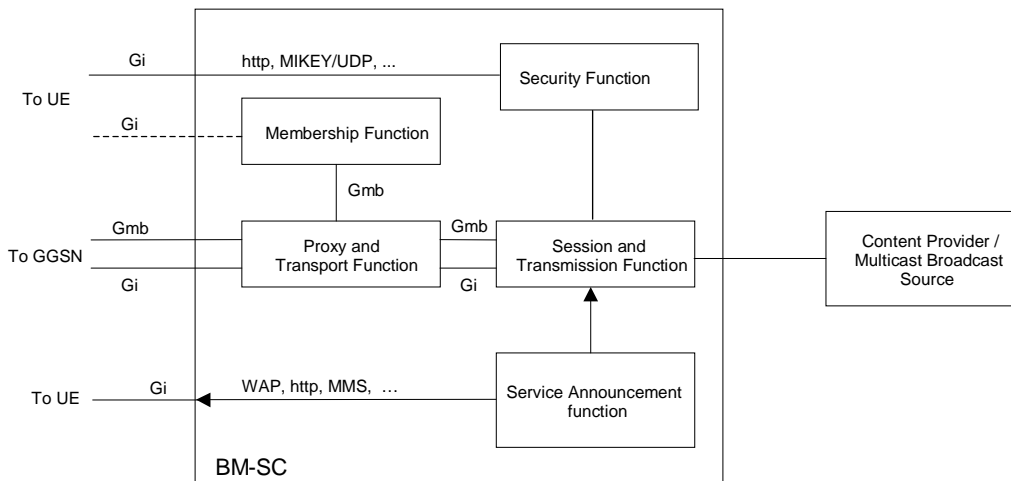 Gi
http, MIKEY/UDP, ...
Security Function
To UE
Gi
Membership Function
Gmb
Gmb
Gmb
To GGSN
Proxy and
Transport Function
Session and
Transmission Function
Content Provider /
Multicast Broadcast
Source
Gi
Gi
To UE
Gi
WAP, http, MMS, ...
Service Announcement
function
BM-SC